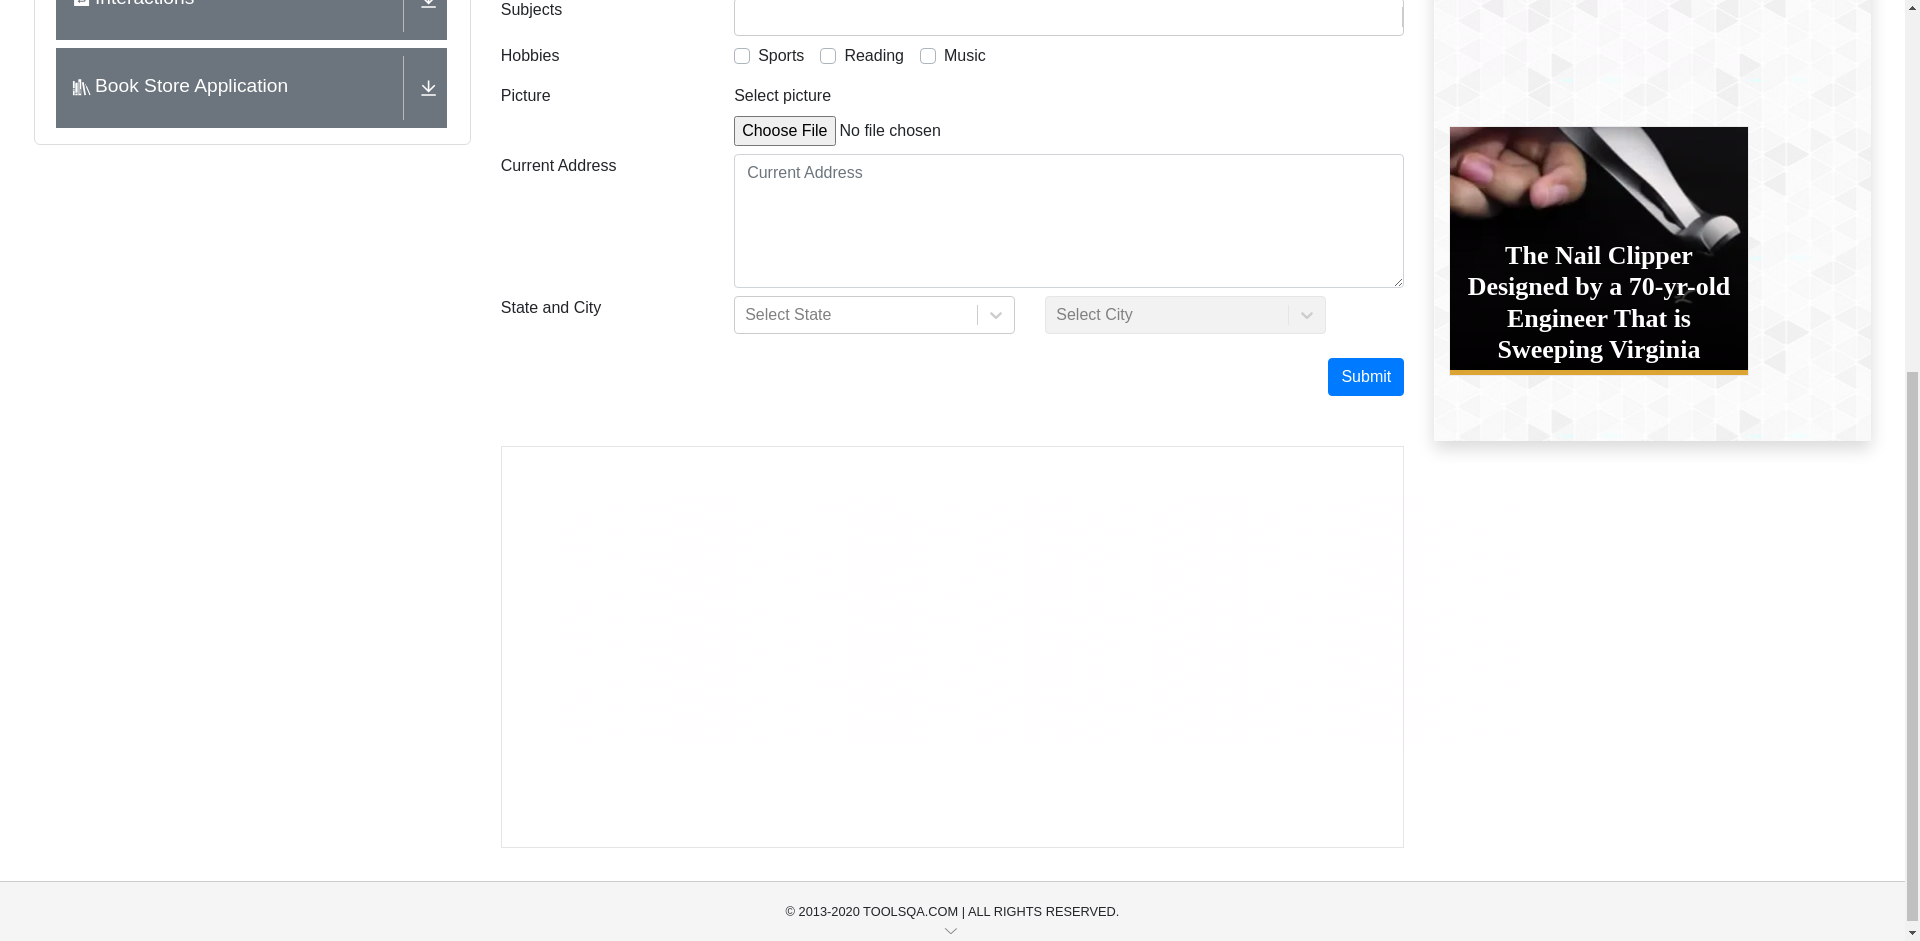 Interactions
Book Store Application
Subjects
Hobbies
Sports
Reading
Music
Picture
Select picture
Choose File No file chosen
Current Address
Current Address
State and City
Select State
Select City
Submit
The Nail Clipper
Designed by a 70-yr-old
Engineer That is
Sweeping Virginia
© 2013-2020 TOOLSQA.COM | ALL RIGHTS RESERVED.